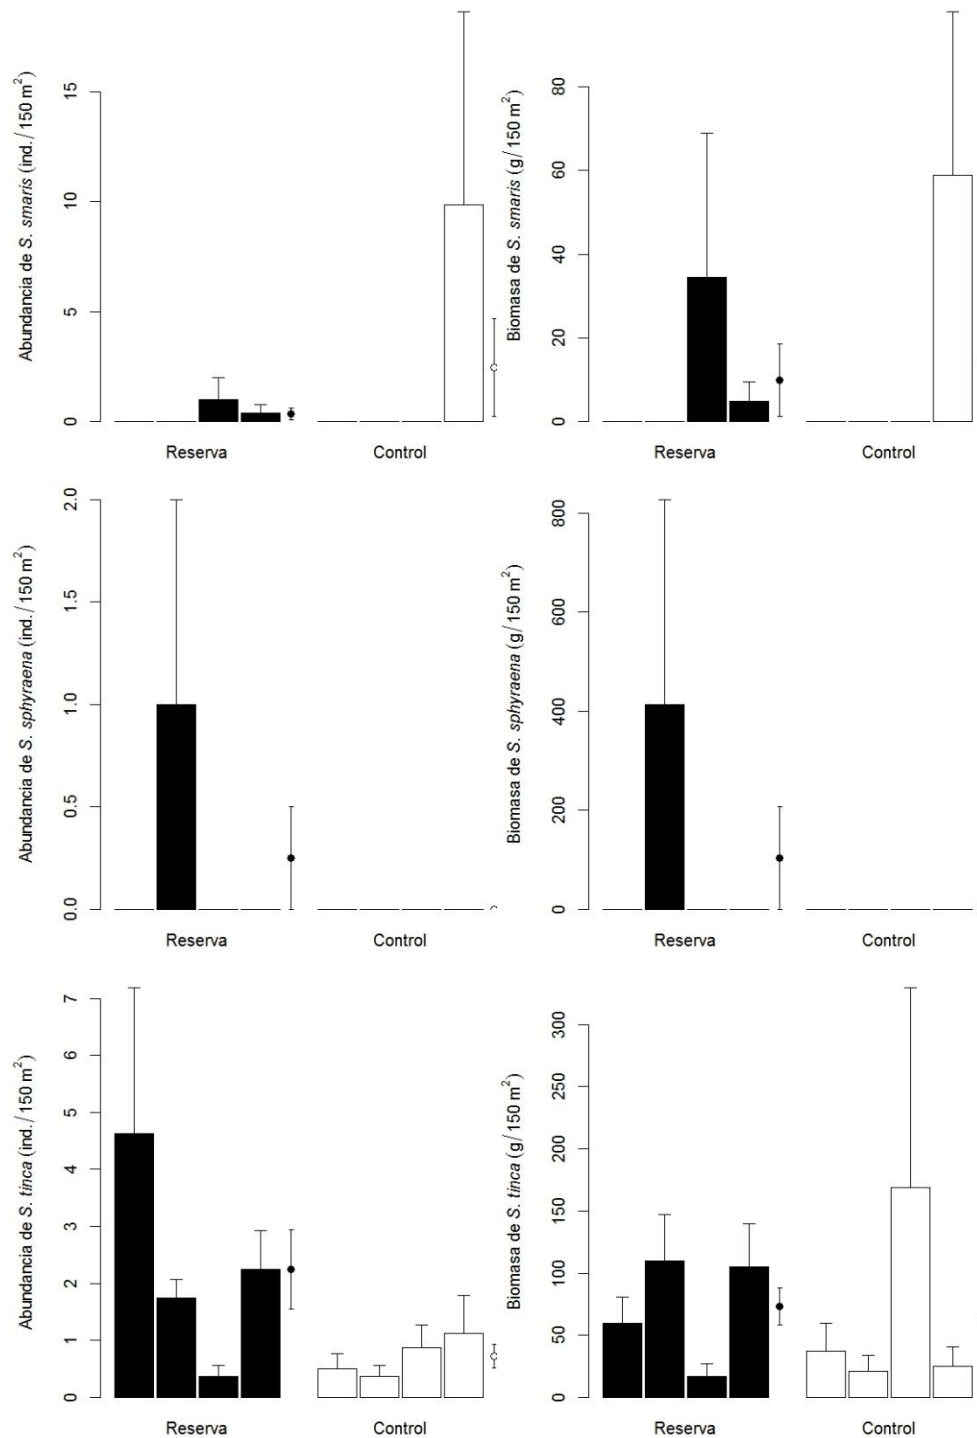 Abundancia de S. smaris (ind./150 m²)
0
5
10
15
Reserva
Control
Biomasa de S. smaris (g/150 m²)
0
20
40
60
80
Reserva
Control
Abundancia de S. sphyraena (ind./150 m²)
0.0
0.5
1.0
1.5
2.0
Reserva
Control
Biomasa de S. sphyraena (g/150 m²)
0
200
400
600
800
Reserva
Control
Abundancia de S. tinca (ind./150 m²)
0
1
2
3
4
5
6
7
Reserva
Control
Biomasa de S. tinca (g/150 m²)
0
50
100
150
200
250
300
Reserva
Control